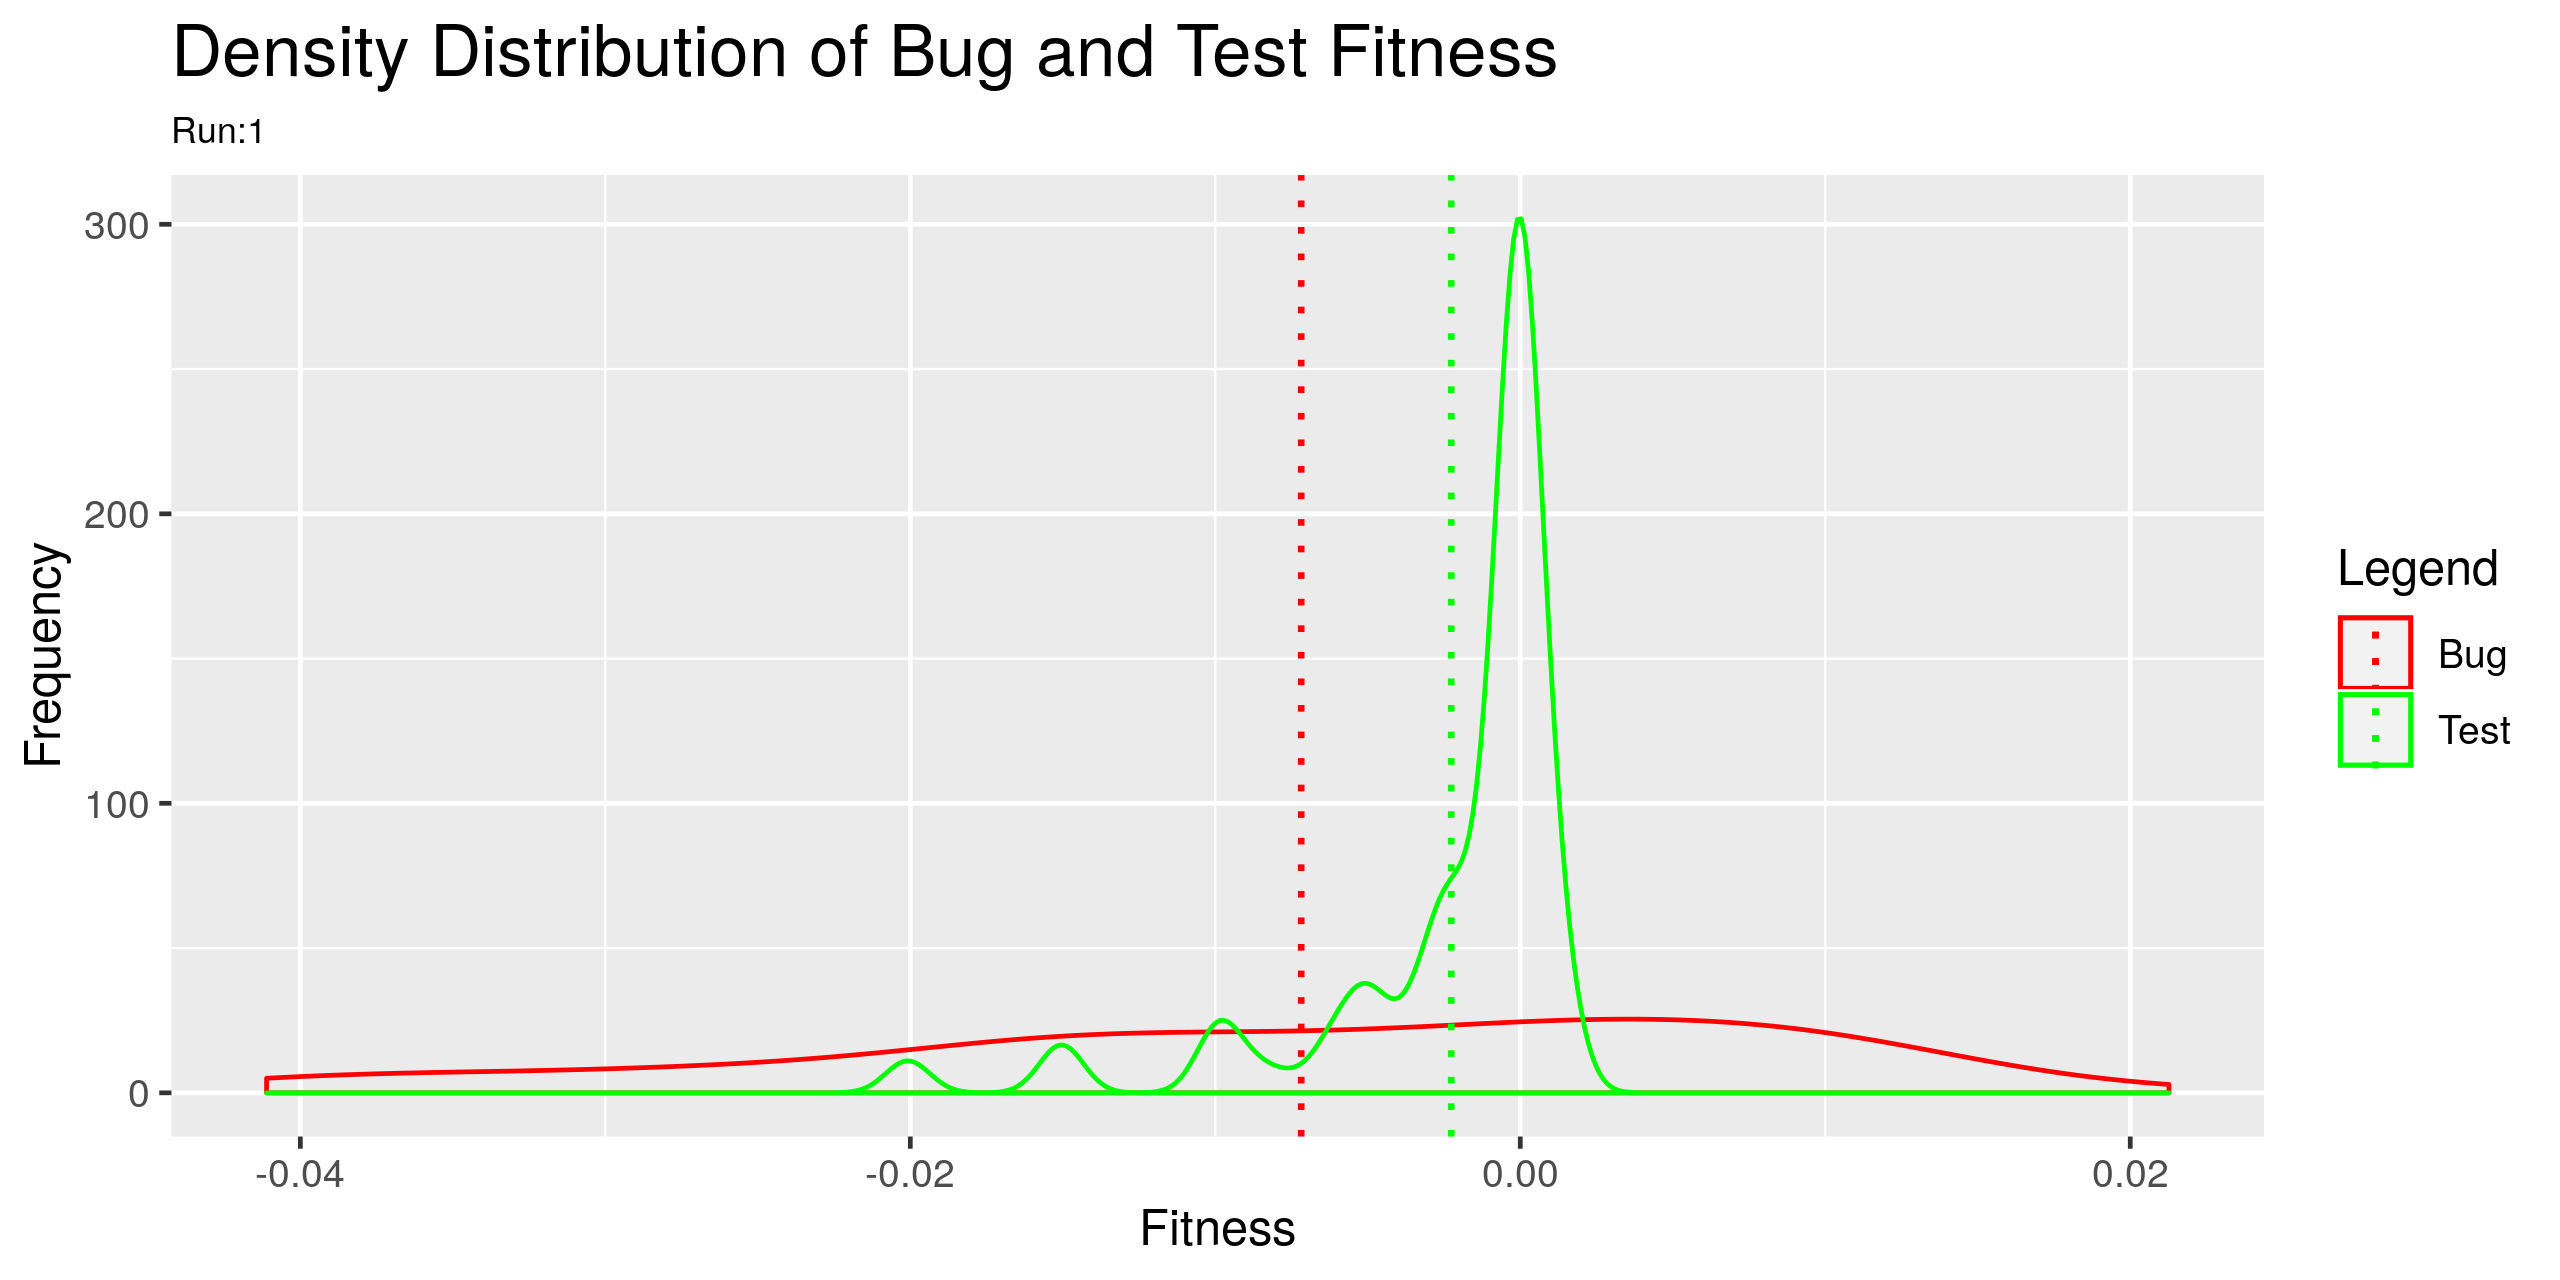 Density Distribution of Bug and Test Fitness
Run:1
300
200
100
0
Frequency
-0.04
-0.02
0.00
0.02
Fitness
Legend
Bug
Test